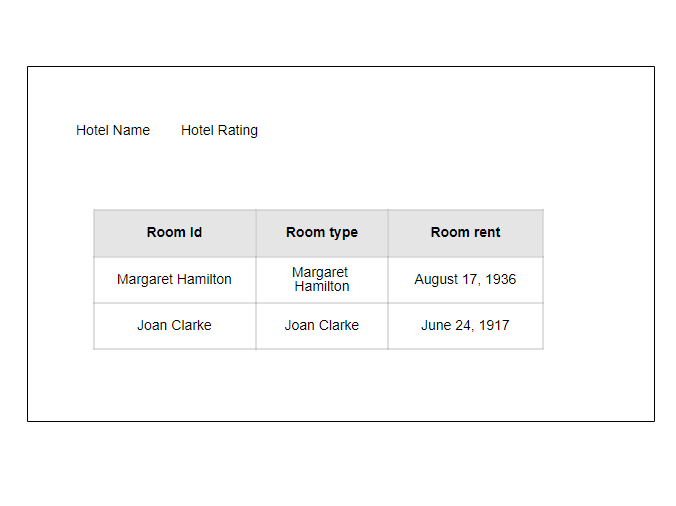 Hotel Name Hotel Rating
Room Id Room type Room rent
Margaret Hamilton Margaret Hamilton August 17, 1936
Joan Clarke Joan Clarke June 24, 1917